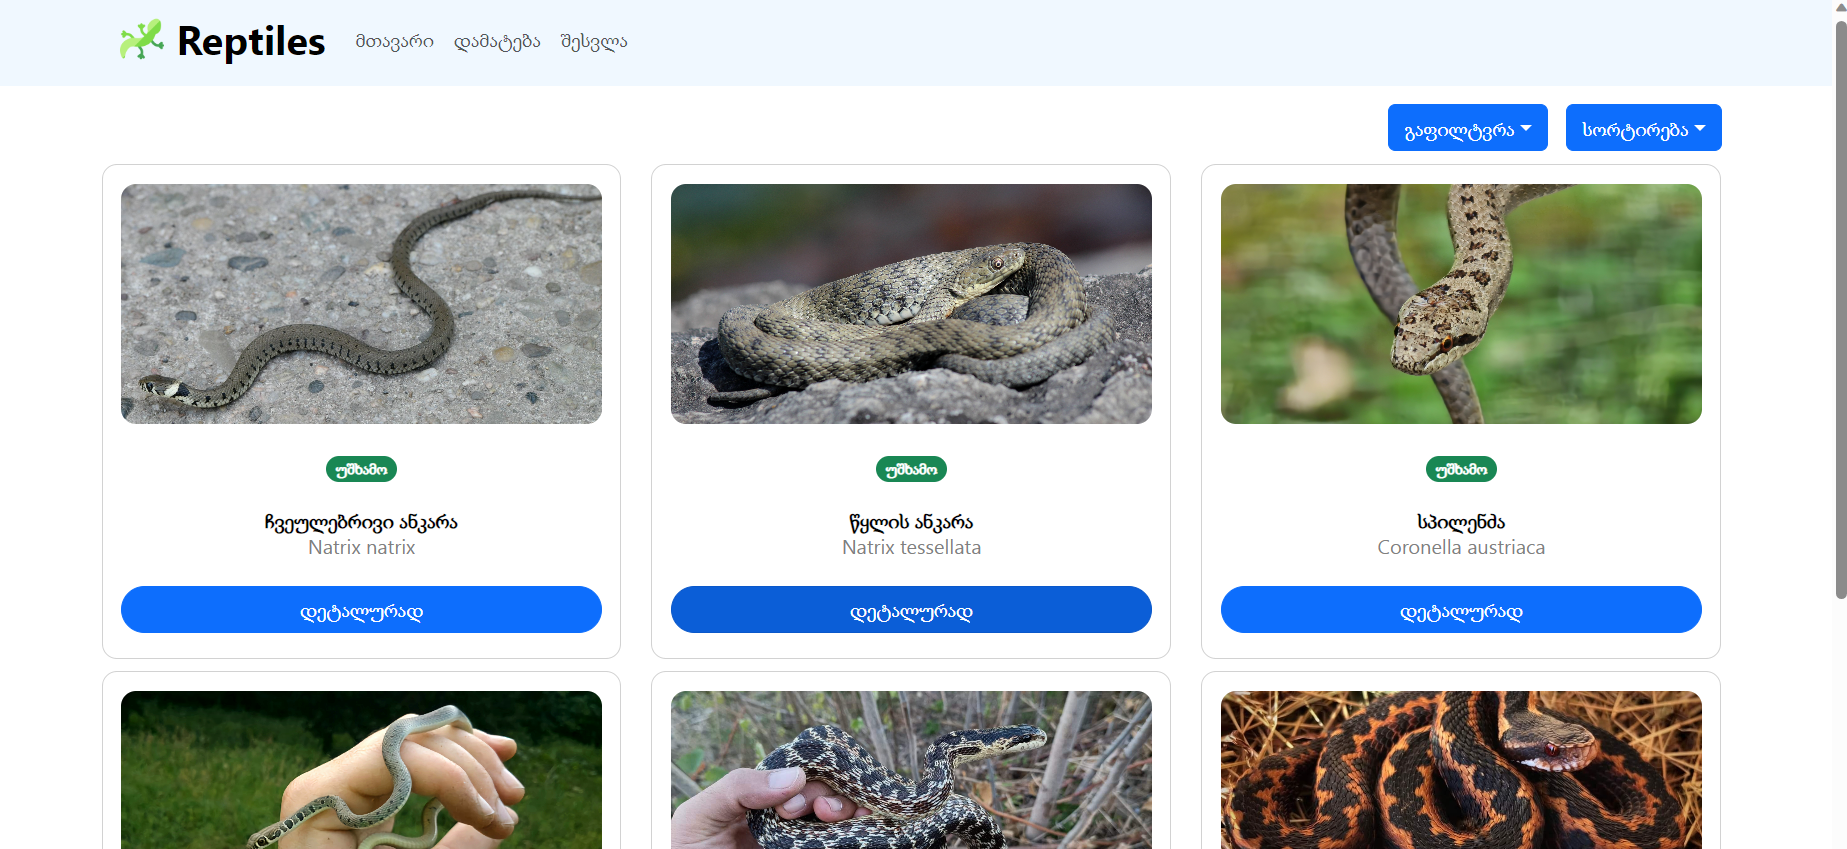 Reptiles
მთავარი დამატება შესვლა
გაფილტვრა სორტირება
უშხამო უშხამო უშხამო
ჩვეულებრივი ანკარა წყლის ანკარა სპილენძა
Natrix natrix Natrix tessellata Coronella austriaca
დეტალურად დეტალურად დეტალურად